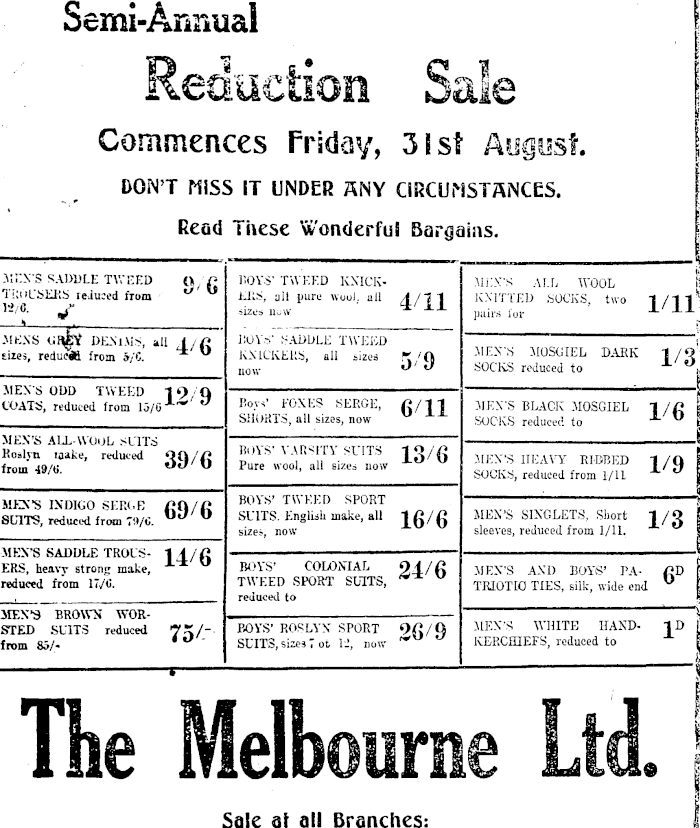 Semi-Annual
Reduction Sale
Commences Friday, 31st August.
DON'T MISS IT UNDER ANY CIRCUMSTANCES.
Read These Wonderful Bargains.
MEN'S SADDLE TWEED
TROUSERS reduced from
12/6.
9/6
MENS GREY DENIMS, all
sizes, reduced from 5/6.
4/6
MEN'S ODD TWEED
COATS, reduced from 15/6
12/9
MEN'S ALL-WOOL SUITS
Roslyn make, reduced
from 49/6.
39/6
MEN'S INDIGO SERGE
SUITS, reduced from 79/6.
69/6
MEN'S SADDLE TROUS-
ERS, heavy strong make,
reduced from 17/6.
14/6
MEN'S BROWN WOR-
STED SUITS reduced
from 85/-
75/-
BOYS' TWEED KNICK-
ERS, all pure wool, all
sizes now
4/11
BOYS' SADDLE TWEED
KNICKERS, all sizes
now
5/9
Boys' FOXES SERGE,
SHORTS, all sizes, now
6/11
BOYS' VARSITY SUITS
Pure wool, all sizes now
13/6
BOYS' TWEED SPORT
SUITS. English make, all
sizes, now
16/6
BOYS' COLONIAL
TWEED SPORT SUITS,
reduced to
24/6
BOYS' ROSLYN SPORT
SUITS, sizes 7 ot 12, now
26/9
MEN'S ALL WOOL
KNITTED SOCKS, two
pairs for
1/11
MEN'S MOSGIEL DARK
SOCKS reduced to
1/3
MEN'S BLACK MOSGIEL
SOCKS reduced to
1/6
MEN'S HEAVY RIBBED
SOCKS, reduced from 1/11
1/9
MEN'S SINGLETS, Short
sleeves, reduced from 1/11.
1/3
MEN'S AND BOYS' PA-
TRIOTIC TIES, silk, wide end
6D
MEN'S WHITE HAND-
KERCHIEFS, reduced to
1D
The Melbourne Ltd.
Sale at all Branches: